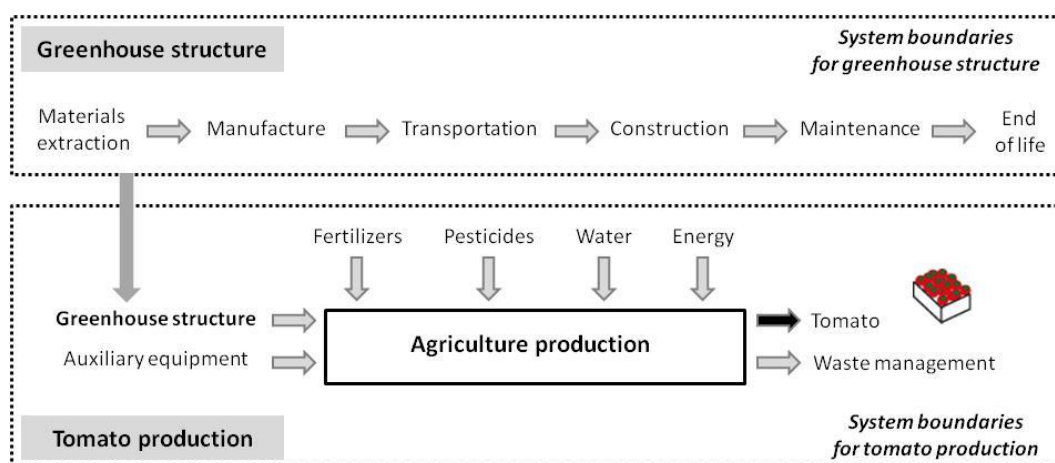 Greenhouse structure
System boundaries
for greenhouse structure
Materials
extraction
Manufacture
Transportation
Construction
Maintenance
End
of life
Fertilizers
Pesticides
Water
Energy
Greenhouse structure
Auxiliary equipment
Agriculture production
Tomato
Waste management
Tomato production
System boundaries
for tomato production